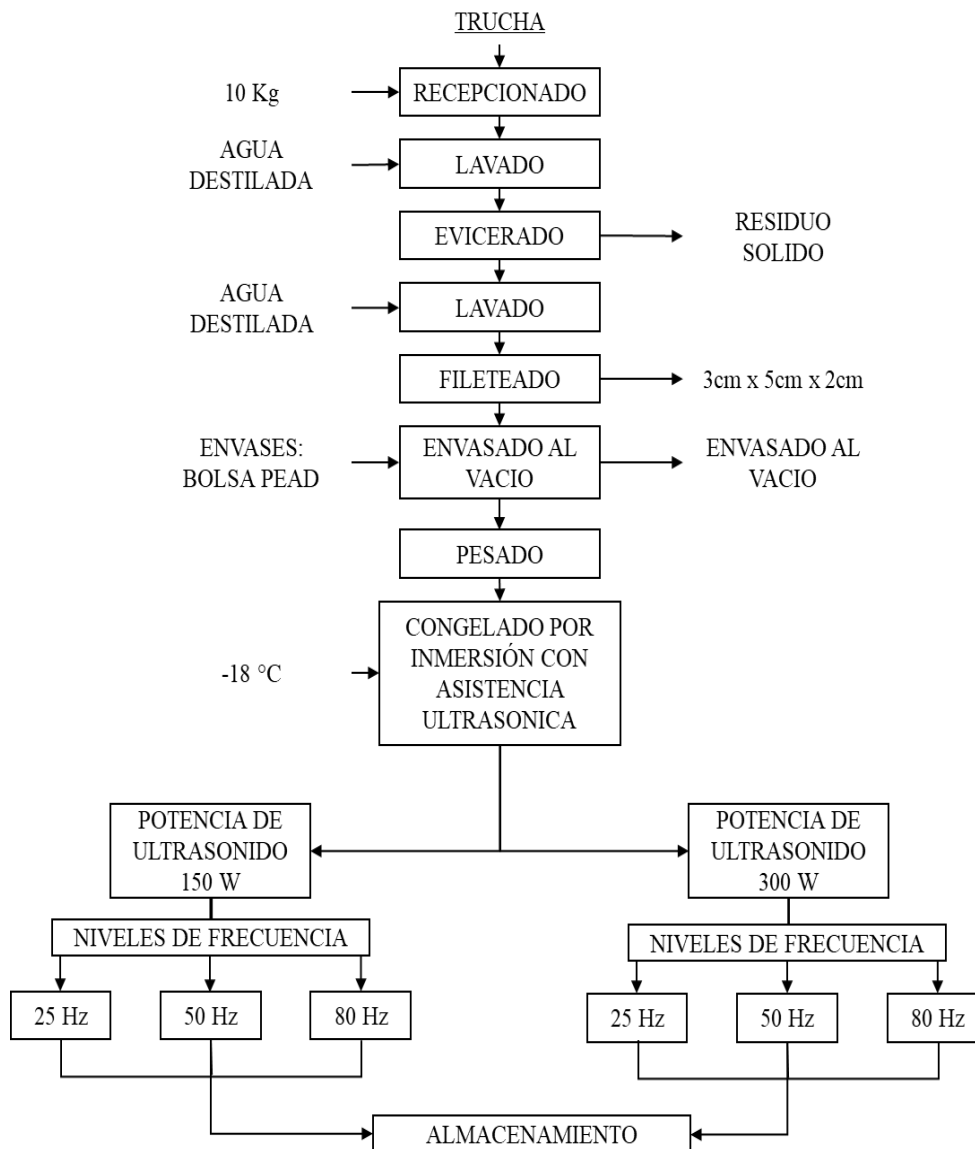 TRUCHA
10 Kg
RECEPCIONADO
AGUA
DESTILADA
LAVADO
EVICERADO
RESIDUO
SOLIDO
AGUA
DESTILADA
LAVADO
FILETEADO
3cm x 5cm x 2cm
ENVASES:
BOLSA PEAD
ENVASADO AL
VACIO
ENVASADO AL
VACIO
PESADO
-18 °C
CONGELADO POR
INMERSIÓN CON
ASISTENCIA
ULTRASONICA
POTENCIA DE
ULTRASONIDO
150 W
POTENCIA DE
ULTRASONIDO
300 W
NIVELES DE FRECUENCIA
NIVELES DE FRECUENCIA
25 Hz
50 Hz
80 Hz
25 Hz
50 Hz
80 Hz
ALMACENAMIENTO